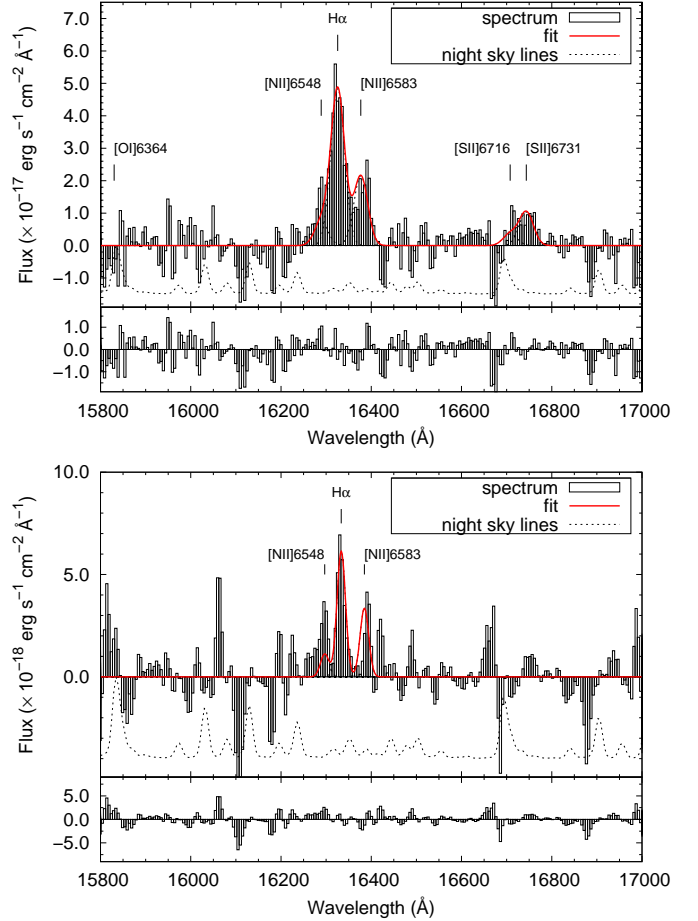 7.0
6.0
5.0
4.0
3.0
2.0
1.0
0.0
−1.0
Flux (× 10−17 erg s−1 cm−2 Å−1)
Hα
[NII]6548
[NII]6583
[OI]6364
[SII]6716
[SII]6731
spectrum
fit
night sky lines
1.0
0.0
−1.0
15800 16000 16200 16400 16600 16800 17000
Wavelength (Å)
10.0
5.0
0.0
Flux (× 10−18 erg s−1 cm−2 Å−1)
Hα
[NII]6548
[NII]6583
spectrum
fit
night sky lines
5.0
0.0
−5.0
15800 16000 16200 16400 16600 16800 17000
Wavelength (Å)